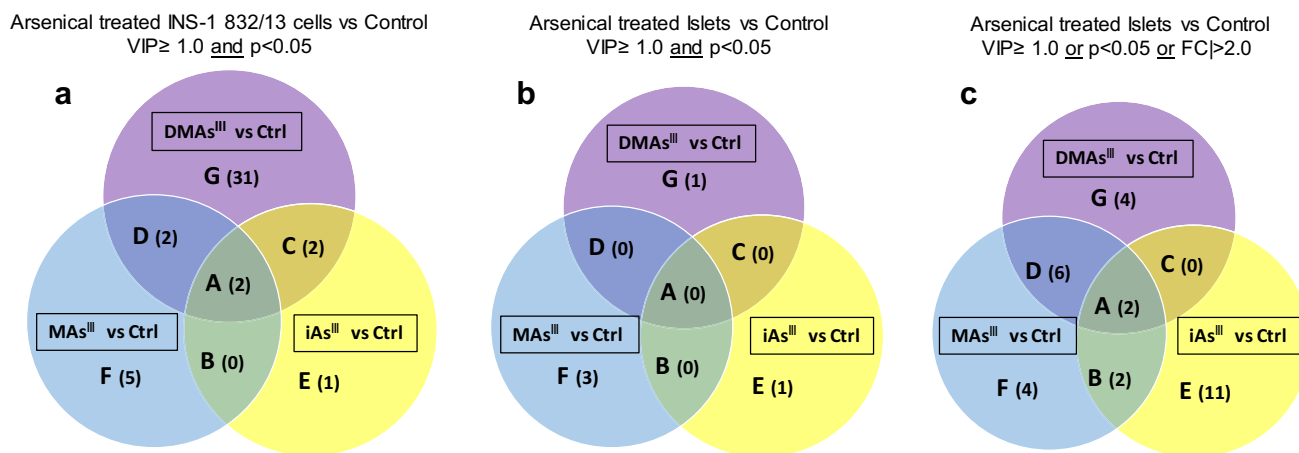 Arsenical treated INS-1 832/13 cells vs Control
VIP≥ 1.0 and p<0.05
a
DMAsᴵᴵᴵ vs Ctrl
G (31)
D (2)
C (2)
A (2)
MAsᴵᴵᴵ vs Ctrl
iAsᴵᴵᴵ vs Ctrl
B (0)
F (5)
E (1)
Arsenical treated Islets vs Control
VIP≥ 1.0 and p<0.05
b
DMAsᴵᴵᴵ vs Ctrl
G (1)
D (0)
C (0)
A (0)
MAsᴵᴵᴵ vs Ctrl
iAsᴵᴵᴵ vs Ctrl
B (0)
F (3)
E (1)
Arsenical treated Islets vs Control
VIP≥ 1.0 or p<0.05 or FC|>2.0
c
DMAsᴵᴵᴵ vs Ctrl
G (4)
D (6)
C (0)
A (2)
MAsᴵᴵᴵ vs Ctrl
iAsᴵᴵᴵ vs Ctrl
B (2)
F (4)
E (11)